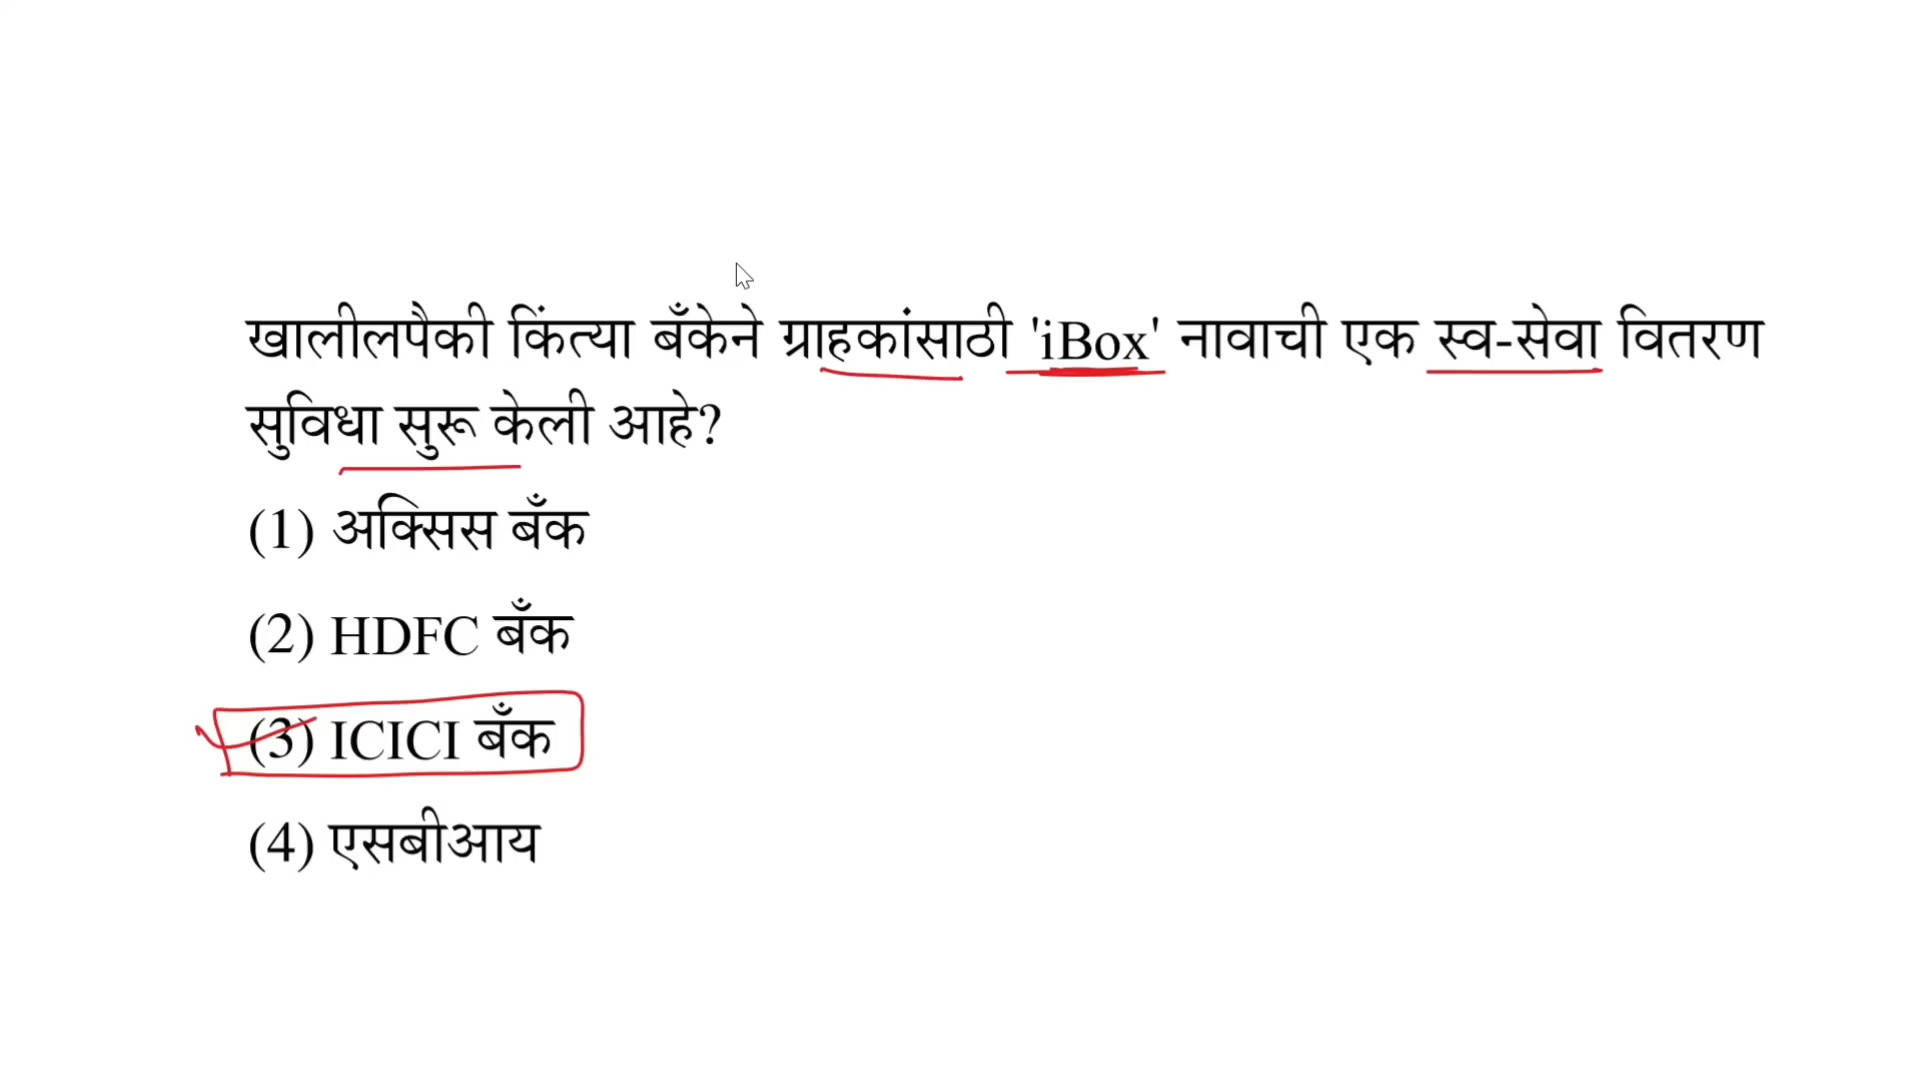 खालीलपैकी किंत्या बँकेने ग्राहकांसाठी 'iBox' नावाची एक स्व-सेवा वितरण
सुविधा सुरू केली आहे?
(1) अक्सिस बँक
(2) HDFC बँक
(3) ICICI बँक
(4) एसबीआय